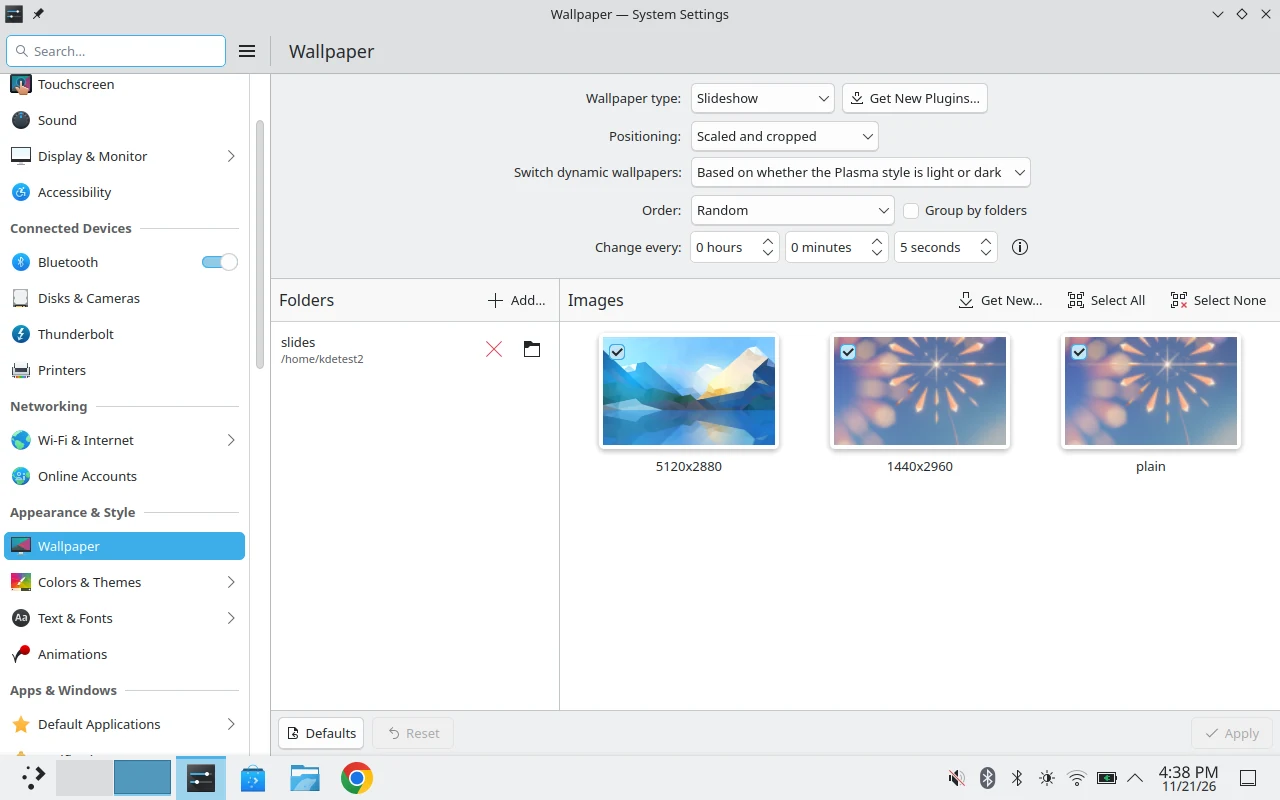 Wallpaper — System Settings
Search...
Wallpaper
Touchscreen
Sound
Display & Monitor
Accessibility
Connected Devices
Bluetooth
Disks & Cameras
Thunderbolt
Printers
Networking
Wi-Fi & Internet
Online Accounts
Appearance & Style
Wallpaper
Colors & Themes
Aa Text & Fonts
Animations
Apps & Windows
Default Applications
Wallpaper type: Slideshow Get New Plugins...
Positioning: Scaled and cropped
Switch dynamic wallpapers: Based on whether the Plasma style is light or dark
Order: Random Group by folders
Change every: 0 hours 0 minutes 5 seconds
Folders Add...
slides
/home/kdetest2
Images Get New... Select All Select None
5120x2880 1440x2960 plain
Defaults Reset Apply
4:38 PM
11/21/26